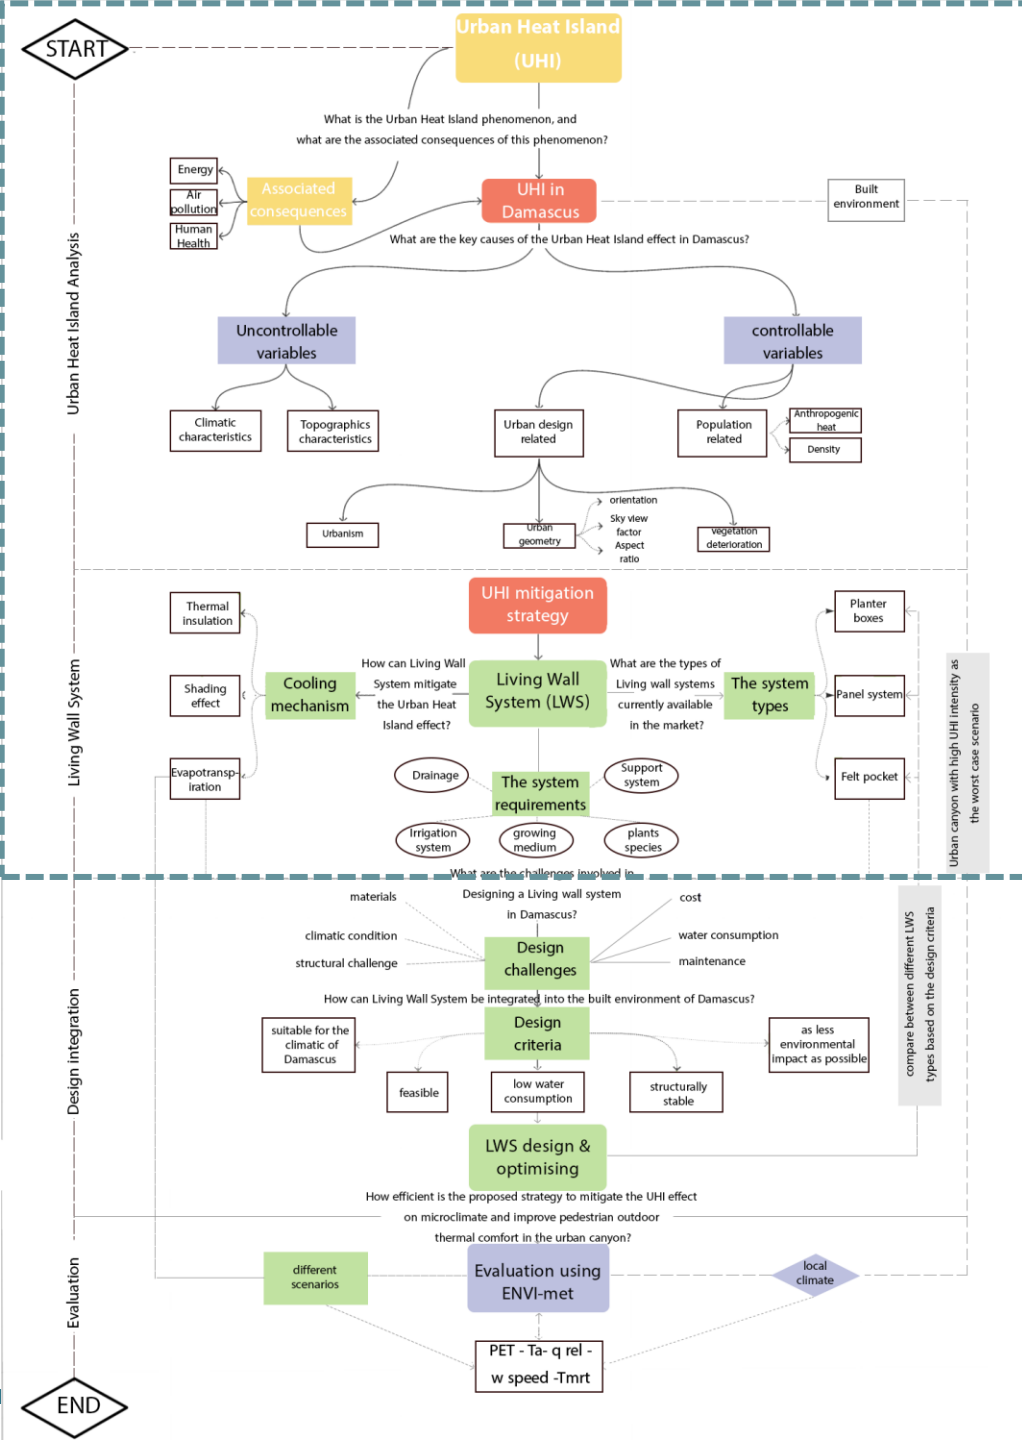 START
Urban Heat Island
(UHI)
What is the Urban Heat Island phenomenon, and
what are the associated consequences of this phenomenon?
Energy
Air
pollution
Human
Health
Associated
consequences
UHI in
Damascus
Built
environment
What are the key causes of the Urban Heat Island effect in Damascus?
Urban Heat Island Analysis
Uncontrollable
variables
controllable
variables
Climatic
characteristics
Topographics
characteristics
Urban design
related
Population
related
Anthropogenic
heat
Density
Urbanism
Urban
geometry
orientation
Sky view
factor
Aspect
ratio
Vegetation
deterioration
UHI mitigation
strategy
Thermal
insulation
Shading
effect
Evapotransp-
iration
Cooling
mechanism
How can Living Wall
System mitigate
the Urban Heat
Island effect?
Living Wall
System (LWS)
What are the types of
Living wall systems
currently available
in the market?
The system
types
Planter
boxes
Panel system
Felt pocket
Living Wall System
Urban canyon with high UHI intensity as
the worst case scenario
Drainage
The system
requirements
Support
system
Irrigation
system
growing
medium
plants
species
What are the challenges involved in
Designing a Living wall system
in Damascus?
materials
climatic condition
structural challenge
Design
challenges
cost
water consumption
maintenance
How can Living Wall System be integrated into the built environment of Damascus?
Design
criteria
suitable for the
climatic of
Damascus
feasible
low water
consumption
structurally
stable
as less
environmental
impact as possible
compare between different LWS
types based on the design criteria
Design integration
LWS design &
optimising
How efficient is the proposed strategy to mitigate the UHI effect
on microclimate and improve pedestrian outdoor
thermal comfort in the urban canyon?
Evaluation
different
scenarios
Evaluation using
ENVI-met
local
climate
PET - Ta- q rel -
w speed -Tmrt
END